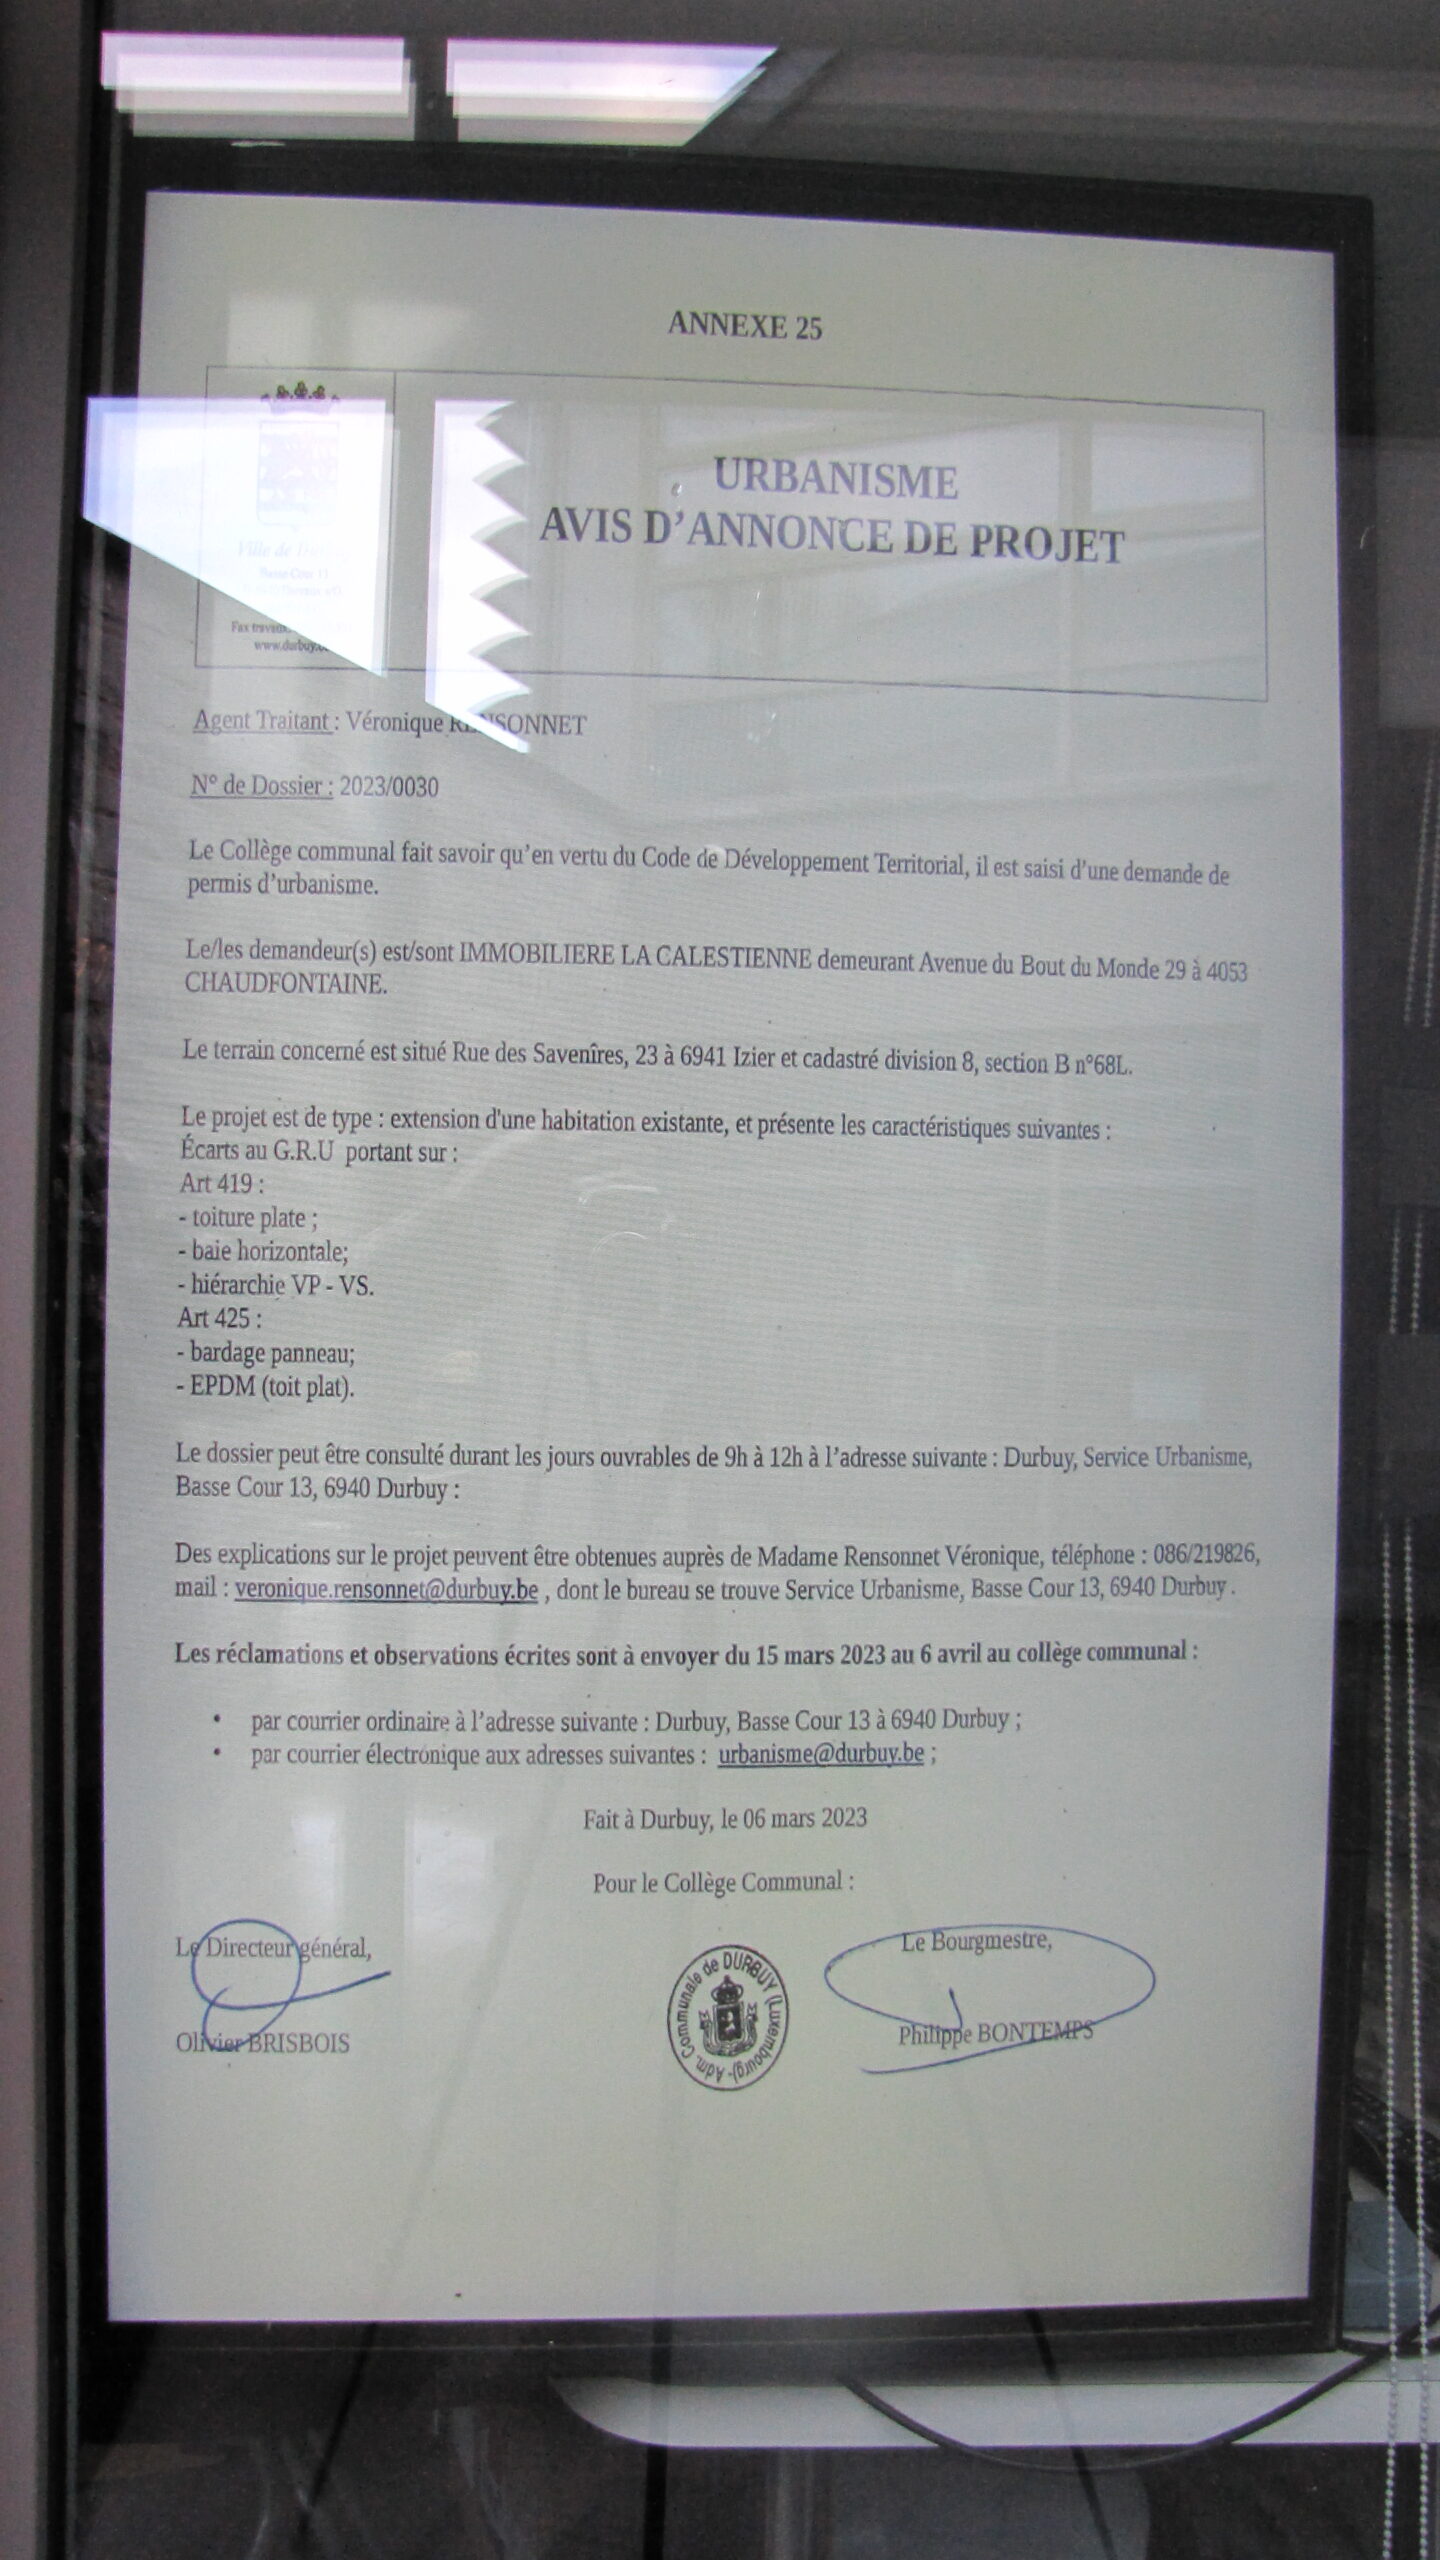 ANNEXE 25
URBANISME
AVIS D'ANNONCE DE PROJET
Ville de
Basse Cour 13
Fax
www.durbuy.
Agent Traitant : Véronique RENSONNET
N° de Dossier : 2023/0030
Le Collège communal fait savoir qu'en vertu du Code de Développement Territorial, il est saisi d'une demande de
permis d'urbanisme.
Le/les demandeur(s) est/sont IMMOBILIERE LA CALESTIENNE demeurant Avenue du Bout du Monde 29 à 4053
CHAUDFONTAINE.
Le terrain concerné est situé Rue des Savenîres, 23 à 6941 Izier et cadastré division 8, section B n°68L.
Le projet est de type : extension d'une habitation existante, et présente les caractéristiques suivantes :
Écarts au G.R.U portant sur :
Art 419 :
- toiture plate ;
- baie horizontale;
- hiérarchie VP - VS.
Art 425 :
- bardage panneau;
- EPDM (toit plat).
Le dossier peut être consulté durant les jours ouvrables de 9h à 12h à l'adresse suivante : Durbuy, Service Urbanisme,
Basse Cour 13, 6940 Durbuy :
Des explications sur le projet peuvent être obtenues auprès de Madame Rensonnet Véronique, téléphone : 086/219826,
mail : veronique.rensonnet@durbuy.be , dont le bureau se trouve Service Urbanisme, Basse Cour 13, 6940 Durbuy .
Les réclamations et observations écrites sont à envoyer du 15 mars 2023 au 6 avril au collège communal :
• par courrier ordinaire à l'adresse suivante : Durbuy, Basse Cour 13 à 6940 Durbuy ;
• par courrier électronique aux adresses suivantes : urbanisme@durbuy.be ;
Fait à Durbuy, le 06 mars 2023
Pour le Collège Communal :
Le Directeur général,
Le Bourgmestre,
Adm. Communale de DURBUY (Luxembourg)
Olivier BRISBOIS
Philippe BONTEMPS